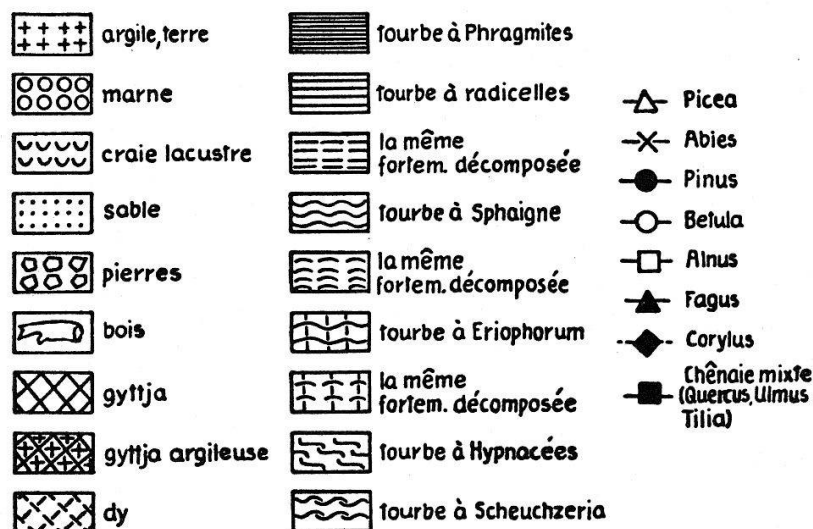 argile, terre
marne
craie lacustre
sable
pierres
bois
gyttja
gyttja argileuse
dy
tourbe à Phragmites
tourbe à radicelles
la même
fortem. décomposée
tourbe à Sphaigne
la même
fortem. décomposée
tourbe à Eriophorum
la même
fortem. décomposée
tourbe à Hypnacées
tourbe à Scheuchzeria
Picea
Abies
Pinus
Betula
Alnus
Fagus
Corylus
Chênaie mixte
(Quercus, Ulmus
Tilia)